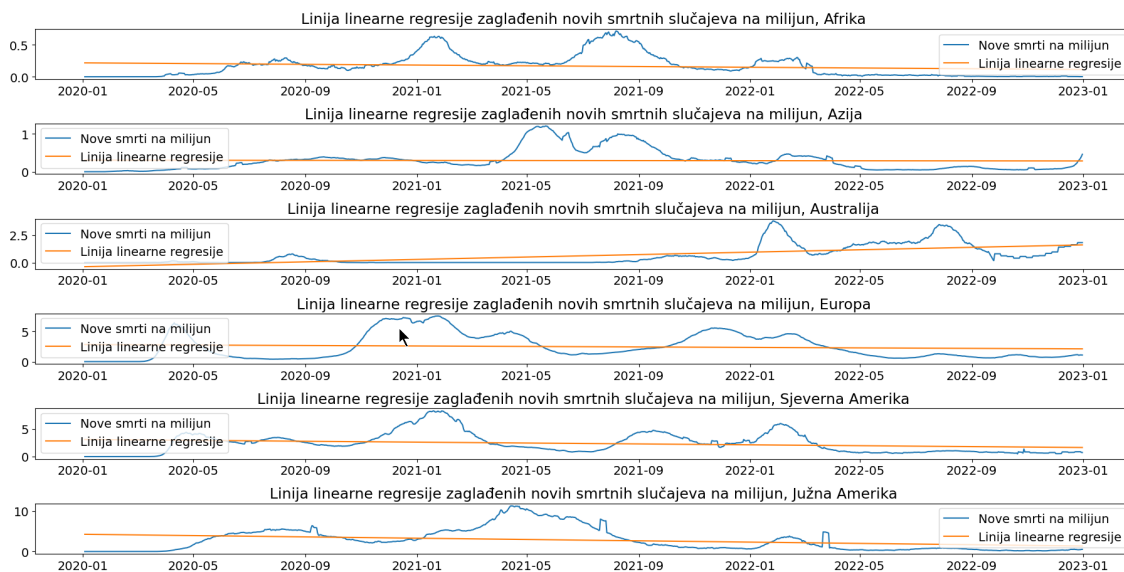 Linija linearne regresije zaglađenih novih smrtnih slučajeva na milijun, Afrika
0.5
0.0
Nove smrti na milijun
Linija linearne regresije
2020-01 2020-05 2020-09 2021-01 2021-05 2021-09 2022-01 2022-05 2022-09 2023-01
Linija linearne regresije zaglađenih novih smrtnih slučajeva na milijun, Azija
1
0
Nove smrti na milijun
Linija linearne regresije
2020-01 2020-05 2020-09 2021-01 2021-05 2021-09 2022-01 2022-05 2022-09 2023-01
Linija linearne regresije zaglađenih novih smrtnih slučajeva na milijun, Australija
2.5
0.0
Nove smrti na milijun
Linija linearne regresije
2020-01 2020-05 2020-09 2021-01 2021-05 2021-09 2022-01 2022-05 2022-09 2023-01
Linija linearne regresije zaglađenih novih smrtnih slučajeva na milijun, Europa
5
0
Nove smrti na milijun
Linija linearne regresije
2020-01 2020-05 2020-09 2021-01 2021-05 2021-09 2022-01 2022-05 2022-09 2023-01
Linija linearne regresije zaglađenih novih smrtnih slučajeva na milijun, Sjeverna Amerika
5
0
Nove smrti na milijun
Linija linearne regresije
2020-01 2020-05 2020-09 2021-01 2021-05 2021-09 2022-01 2022-05 2022-09 2023-01
Linija linearne regresije zaglađenih novih smrtnih slučajeva na milijun, Južna Amerika
10
0
Nove smrti na milijun
Linija linearne regresije
2020-01 2020-05 2020-09 2021-01 2021-05 2021-09 2022-01 2022-05 2022-09 2023-01